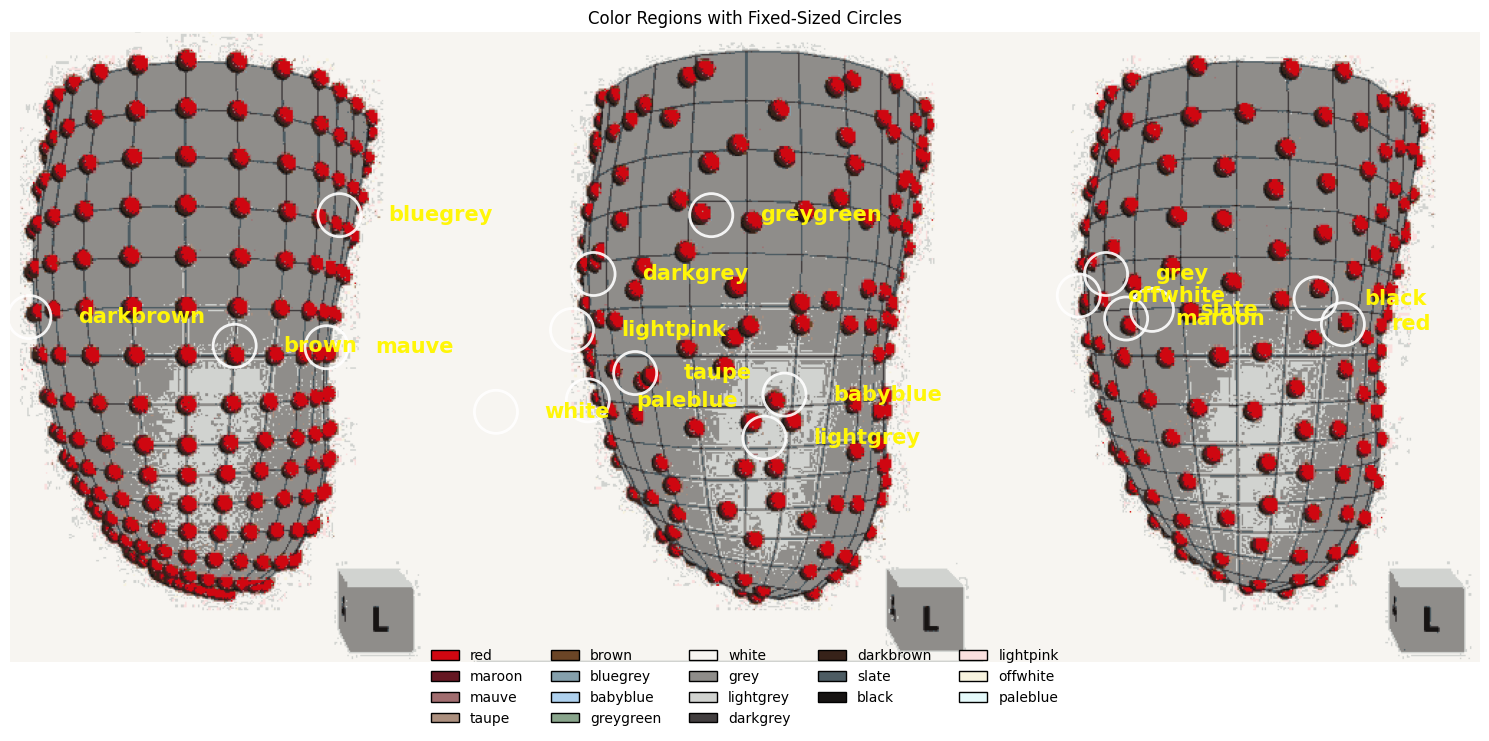 Color Regions with Fixed-Sized Circles
bluegrey
greygreen
darkgrey
grey
offwhite
black
darkbrown
slate
maroon
red
lightpink
brown
mauve
taupe
babyblue
paleblue
white
lightgrey
L
L
L
red
maroon
mauve
taupe
brown
bluegrey
babyblue
greygreen
white
grey
lightgrey
darkgrey
darkbrown
slate
black
lightpink
offwhite
paleblue